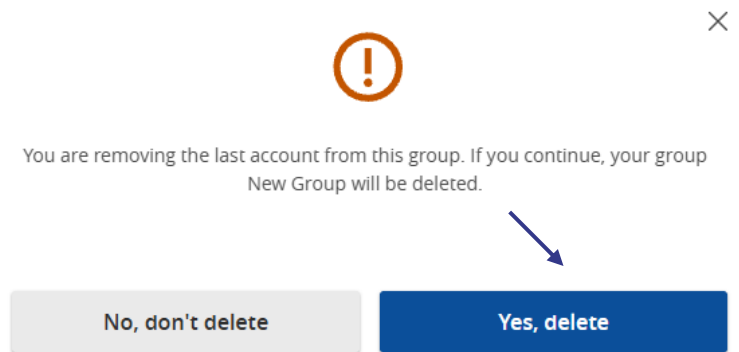 You are removing the last account from this group. If you continue, your group
New Group will be deleted.
No, don't delete
Yes, delete